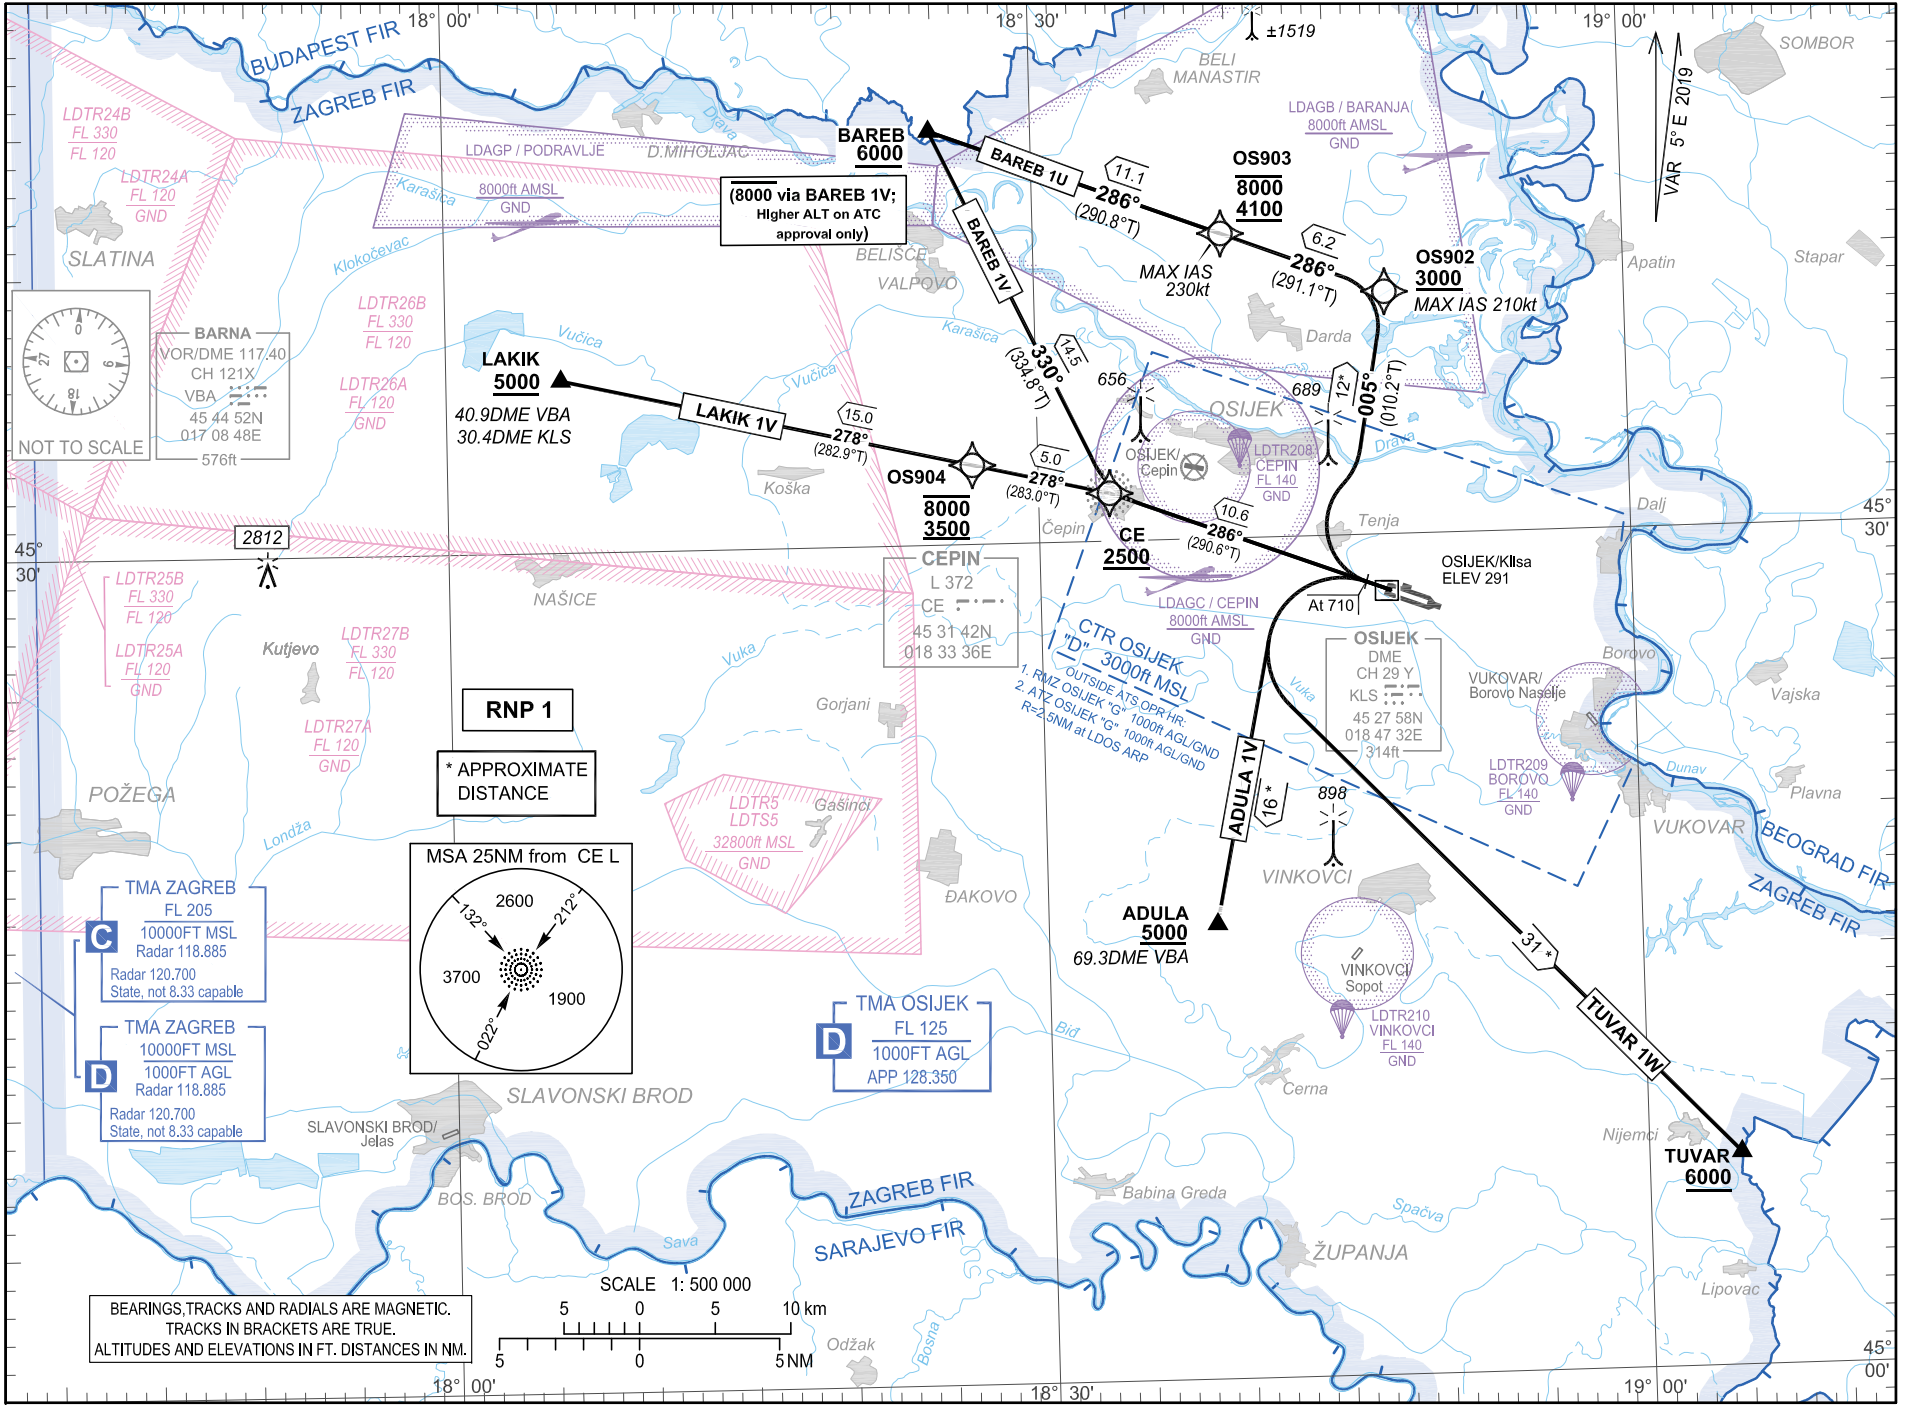 18° 00'
18° 30'
19° 00'
BUDAPEST FIR
ZAGREB FIR
±1519
BELI
MANASTIR
SOMBOR
VAR 5° E 2019
LDTR24B
FL 330
FL 120
LDTR24A
FL 120
GND
SLATINA
LDAGP / PODRAVLJE
8000ft AMSL
GND
D.MIHOLJAC
Drava
Karašica
Klokočevac
BAREB
6000
(8000 via BAREB 1V;
HIgher ALT on ATC
approval only)
BELIŠĆE
VALPOVO
BAREB 1U
11.1
286°
(290.8°T)
BAREB 1V
14.5
330°
(334.8°T)
OS903
8000
4100
MAX IAS
230kt
6.2
286°
(291.1°T)
OS902
3000
MAX IAS 210kt
LDAGB / BARANJA
8000ft AMSL
GND
Apatin
Stapar
0
9
18
27
NOT TO SCALE
BARNA
VOR/DME 117.40
CH 121X
VBA
45 44 52N
017 08 48E
576ft
LDTR26B
FL 330
FL 120
LDTR26A
FL 120
GND
LAKIK
5000
40.9DME VBA
30.4DME KLS
Vučica
Vučica
Karašica
LAKIK 1V
15.0
278°
(282.9°T)
OS904
8000
3500
5.0
278°
(283.0°T)
Koška
Čepin
CE
2500
656
689
12*
005°
(010.2°T)
Darda
Drava
OSIJEK
OSIJEK/
Čepin
LDTR208
ČEPIN
FL 140
GND
10.6
286°
(290.6°T)
Tenja
Dalj
45°
30'
45°
30'
2812
NAŠICE
LDTR25B
FL 330
FL 120
LDTR25A
FL 120
GND
Kutjevo
LDTR27B
FL 330
FL 120
LDTR27A
FL 120
GND
CEPIN
L 372
CE
45 31 42N
018 33 36E
LDAGC / CEPIN
8000ft AMSL
GND
At 710
OSIJEK/KlIsa
ELEV 291
OSIJEK
DME
CH 29 Y
KLS
45 27 58N
018 47 32E
314ft
CTR OSIJEK
"D" 3000ft MSL
OUTSIDE ATS OPR HR:
1. RMZ OSIJEK "G" 1000ft AGL/GND
2. ATZ OSIJEK "G" 1000ft AGL/GND
R=2.5NM at LDOS ARP
Vuka
Vuka
Borovo
VUKOVAR/
Borovo Naselje
LDTR209
BOROVO
FL 140
GND
Vajska
Dunav
Plavna
VUKOVAR
BEOGRAD FIR
ZAGREB FIR
RNP 1
* APPROXIMATE
DISTANCE
Gorjani
POŽEGA
Londža
LDTR5
LDTS5
32800ft MSL
GND
Gašinci
ĐAKOVO
ADULA 1V
16 *
898
VINKOVCI
ADULA
5000
69.3DME VBA
MSA 25NM from CE L
2600
132°
212°
3700
1900
022°
TMA ZAGREB
FL 205
10000FT MSL
Radar 118.885
Radar 120.700
State, not 8.33 capable
C
TMA ZAGREB
10000FT MSL
1000FT AGL
Radar 118.885
Radar 120.700
State, not 8.33 capable
D
TMA OSIJEK
FL 125
1000FT AGL
APP 128.350
D
VINKOVCI
Sopot
LDTR210
VINKOVCI
FL 140
GND
31 *
TUVAR 1W
TUVAR
6000
Nijemci
Biđ
Cerna
SLAVONSKI BROD
SLAVONSKI BROD/
Jelas
BOS. BROD
Sava
ZAGREB FIR
SARAJEVO FIR
Babina Greda
ŽUPANJA
Spačva
Lipovac
Bosna
Odžak
BEARINGS,TRACKS AND RADIALS ARE MAGNETIC.
TRACKS IN BRACKETS ARE TRUE.
ALTITUDES AND ELEVATIONS IN FT. DISTANCES IN NM.
SCALE 1: 500 000
5 0 5 10 km
5 0 5 NM
45°
00'
18° 00'
18° 30'
19° 00'